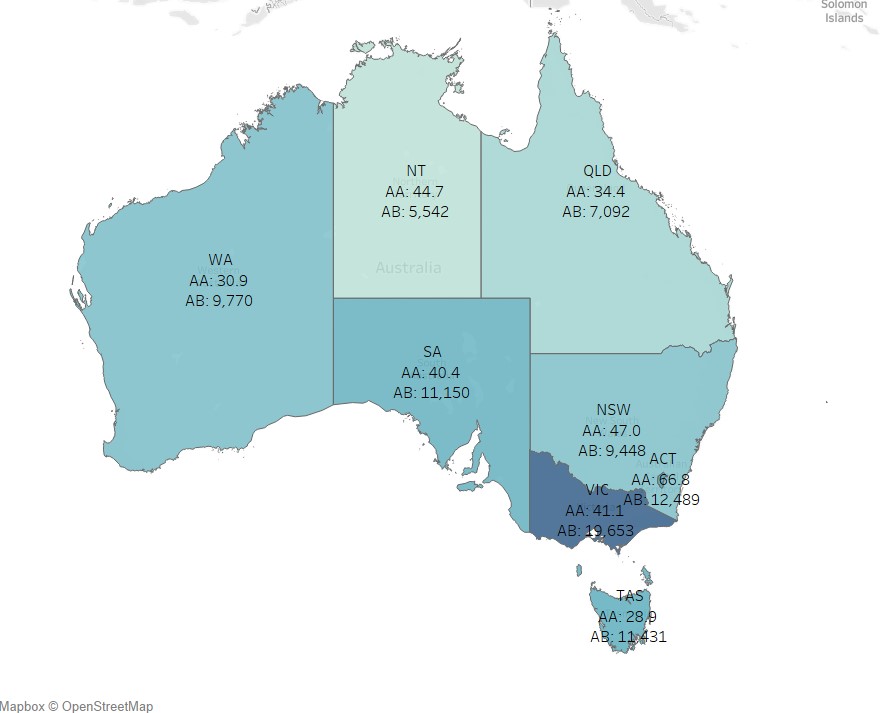 Solomon
Islands
NT
AA: 44.7
AB: 5,542
QLD
AA: 34.4
AB: 7,092
WA
AA: 30.9
AB: 9,770
Australia
SA
AA: 40.4
AB: 11,150
NSW
AA: 47.0
AB: 9,448
ACT
AA: 66.8
AB: 12,489
VIC
AA: 41.1
AB: 19,653
TAS
AA: 28.9
AB: 11,431
Mapbox © OpenStreetMap